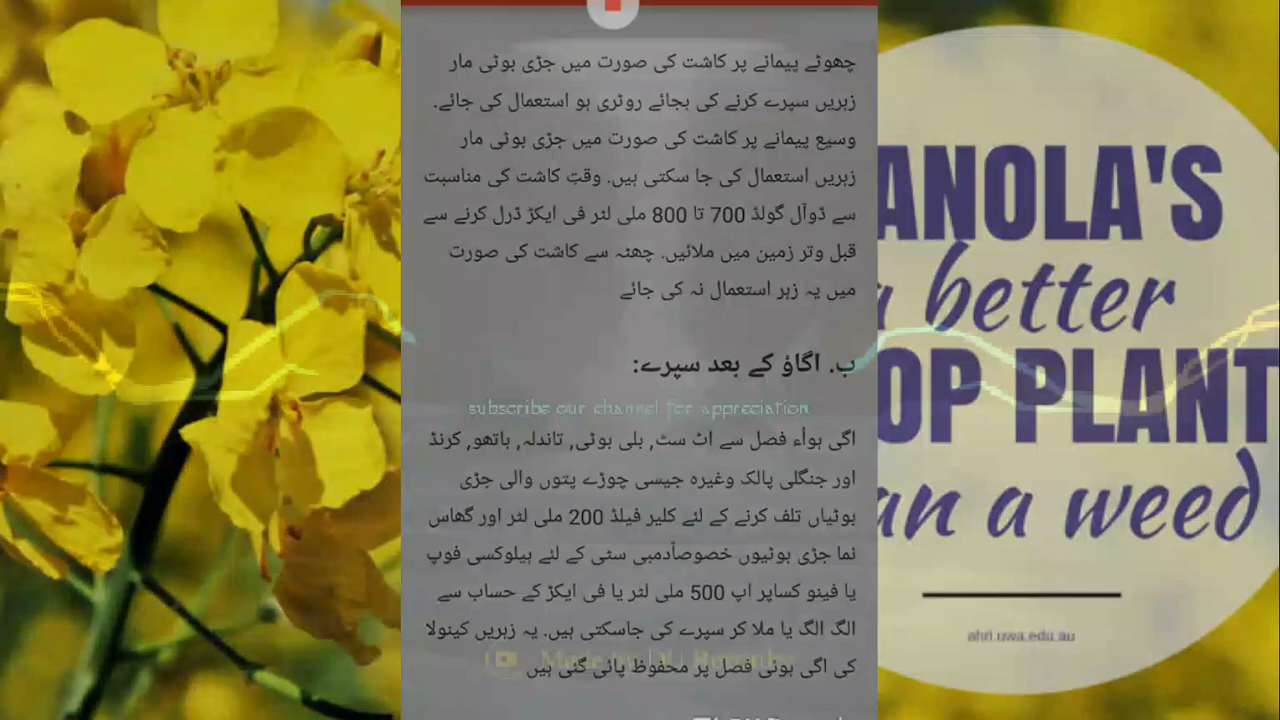 چھوٹے پیمانے پر کاشت کی صورت میں جڑی بوٹی مار
زہریں سپرے کرنے کی بجائے روٹری ہو استعمال کی جائے۔
وسیع پیمانے پر کاشت کی صورت میں جڑی بوٹی مار
زہریں استعمال کی جا سکتی ہیں۔ وقتِ کاشت کی مناسبت
سے ڈوآل گولڈ 700 تا 800 ملی لٹر فی ایکڑ ڈرل کرنے سے
قبل وتر زمین میں ملائیں۔ چھٹہ سے کاشت کی صورت
میں یہ زہر استعمال نہ کی جائے
ب. اگاؤ کے بعد سپرے:
subscribe our channel for appreciation
اگی ہوأء فصل سے اٹ سٹ, بلی بوٹی, تاندلہ, باتھو, کرنڈ
اور جنگلی پالک وغیرہ جیسی چوڑے پتوں والی جڑی
بوٹیاں تلف کرنے کے لئے کلیر فیلڈ 200 ملی لٹر اور گھاس
نما جڑی بوٹیوں خصوصاًدمبی سٹی کے لئے ہیلوکسی فوپ
یا فینو کساپر اپ 500 ملی لٹر یا فی ایکڑ کے حساب سے
الگ الگ یا ملا کر سپرے کی جاسکتی ہیں۔ یہ زہریں کینولا
کی اگی ہوئی فصل پر محفوظ پائی گئی ہیں
ANOLA'S
better
OP PLANT
an a weed
ahri.uwa.edu.au